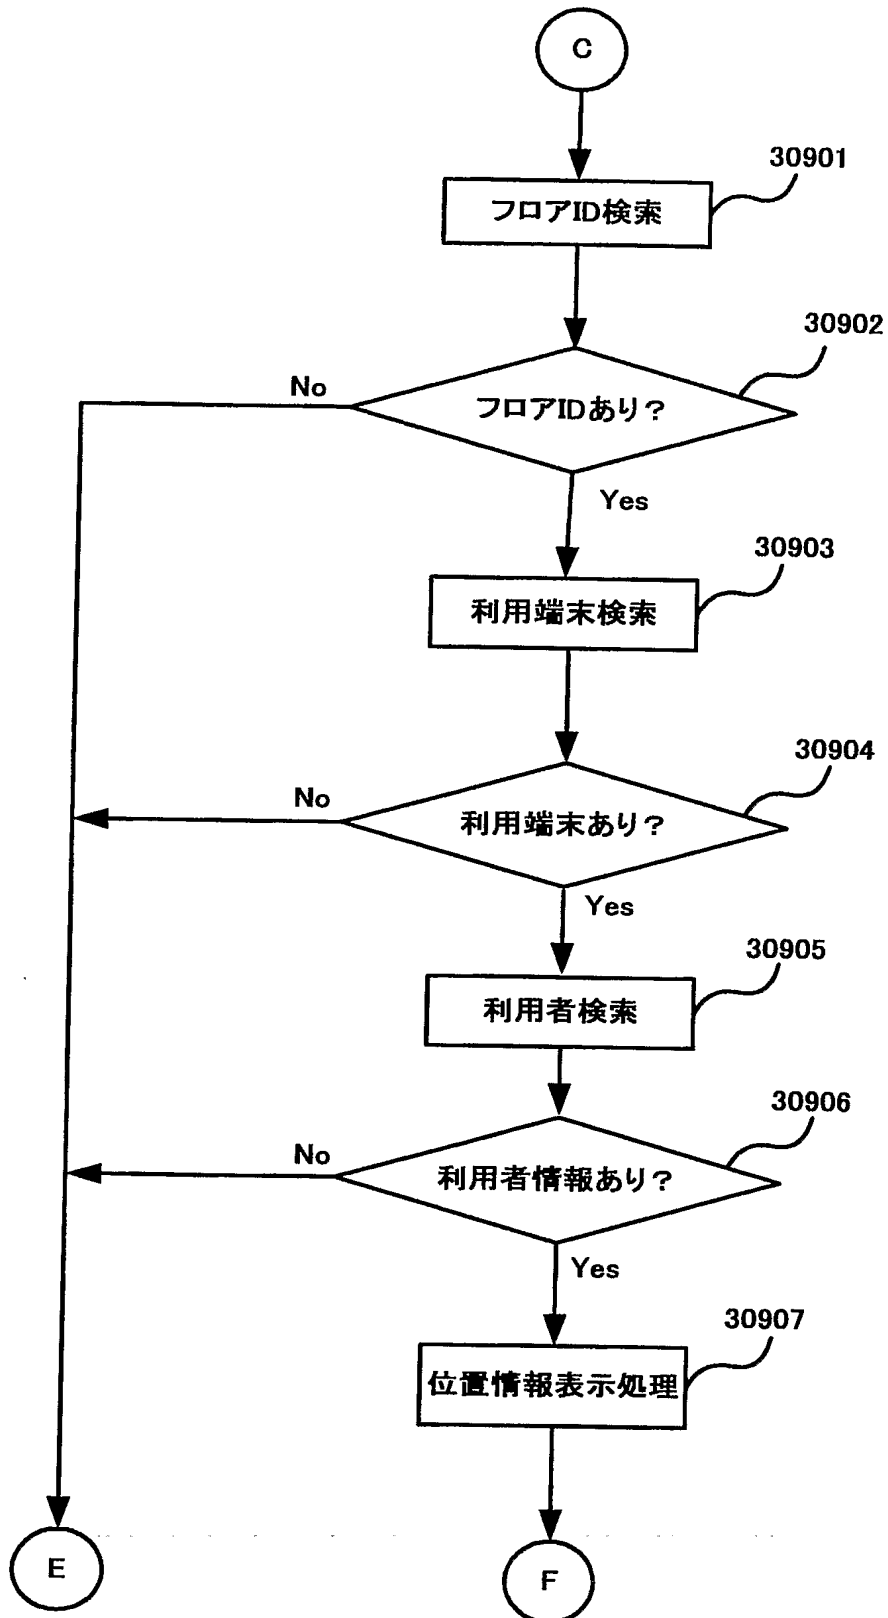 C
30901
フロアID検索
30902
No
フロアIDあり?
Yes
30903
利用端末検索
30904
No
利用端末あり?
Yes
30905
利用者検索
30906
No
利用者情報あり?
Yes
30907
位置情報表示処理
E
F